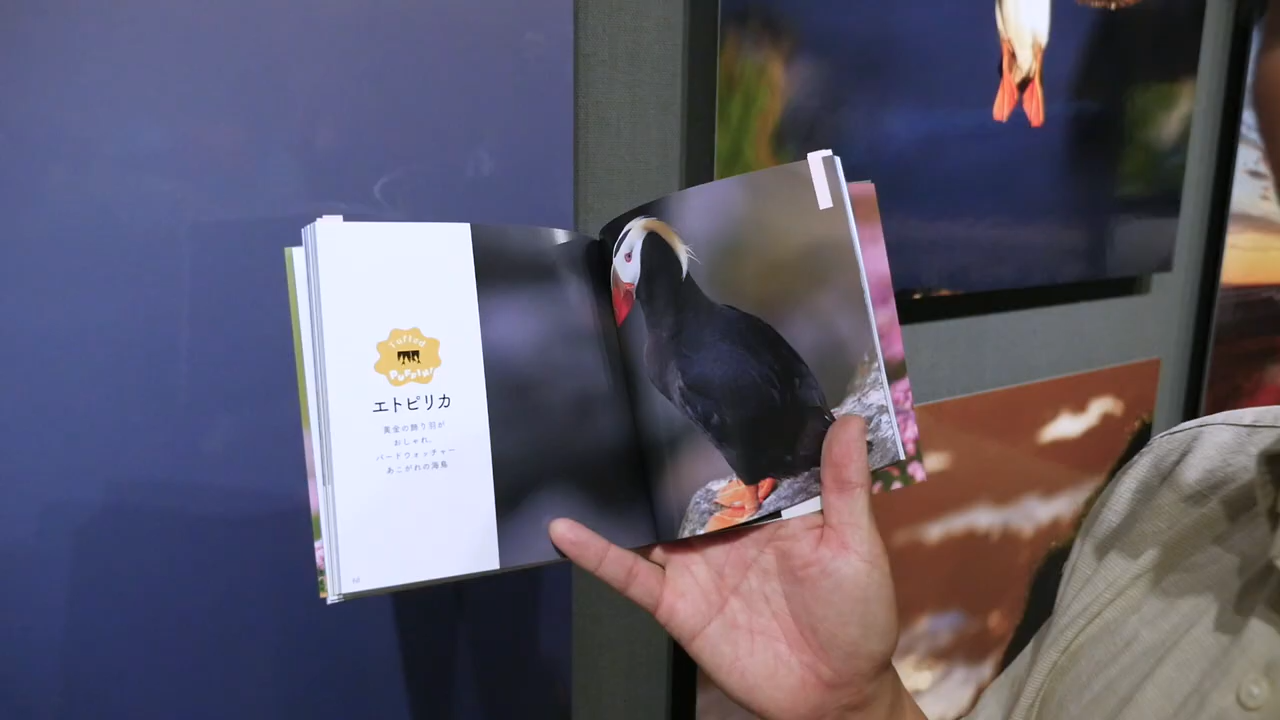 Tufted
PUFFIN!
エトピリカ
黄金の飾り羽が
おしゃれ。
バードウォッチャー
あこがれの海鳥